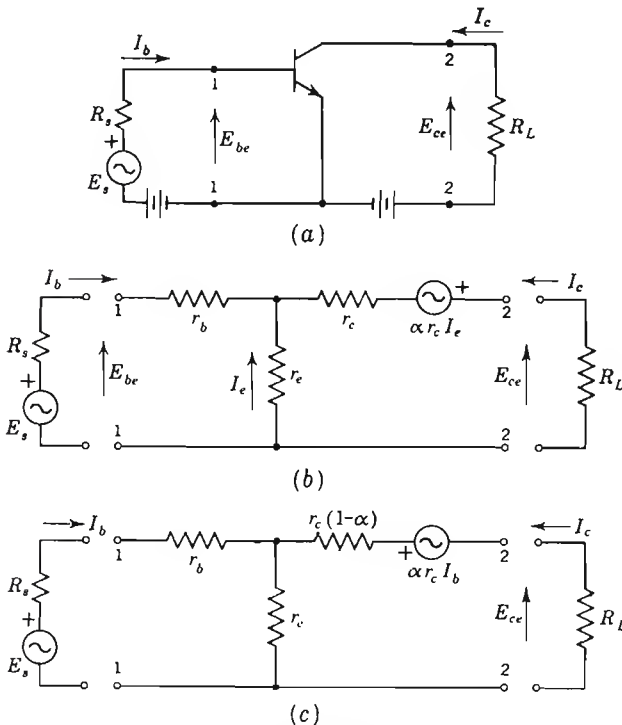 I_b
I_c
1
2
R_s
+
E_be
E_ce
R_L
E_s
1
2
(a)
I_b
+
I_c
1
r_b
r_c
αr_c I_e
2
R_s
E_be
+
I_e
r_e
E_ce
R_L
E_s
1
2
(b)
I_b
r_c(1-α)
I_c
1
r_b
+
αr_c I_b
2
R_s
+
r_c
E_ce
R_L
E_s
1
2
(c)